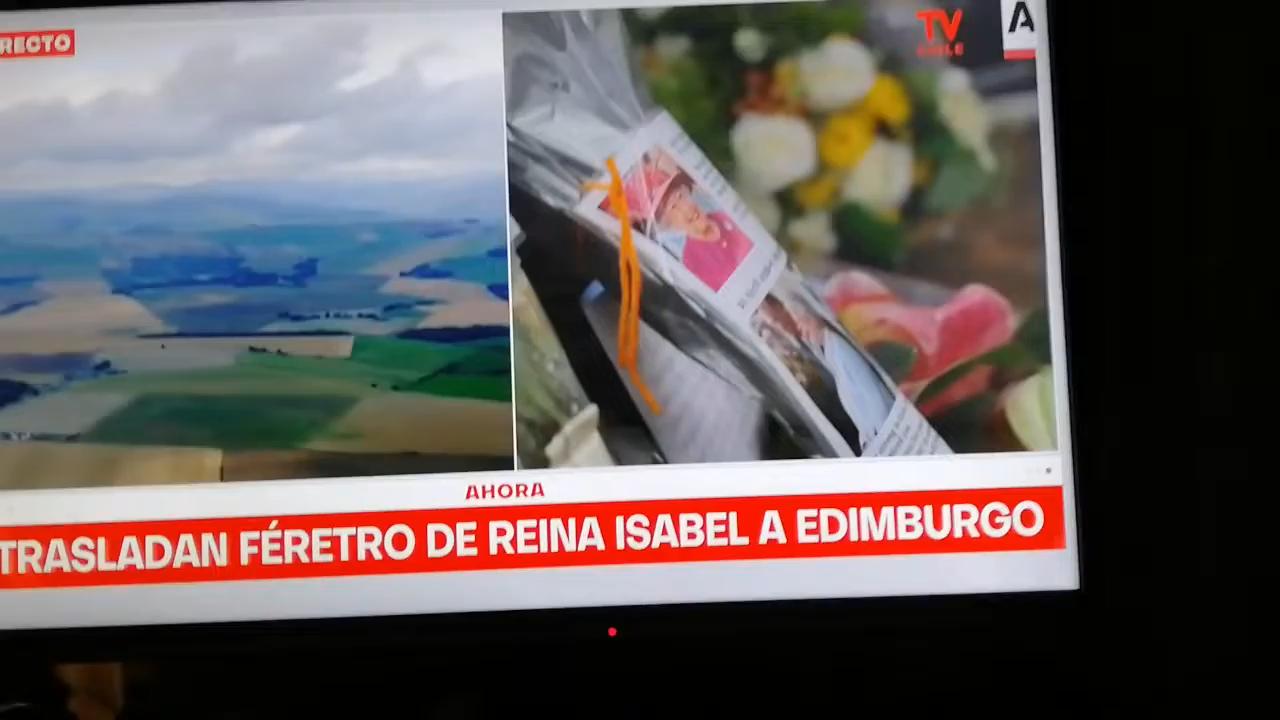 RECTO
TV
CHILE
A
AHORA
TRASLADAN FÉRETRO DE REINA ISABEL A EDIMBURGO